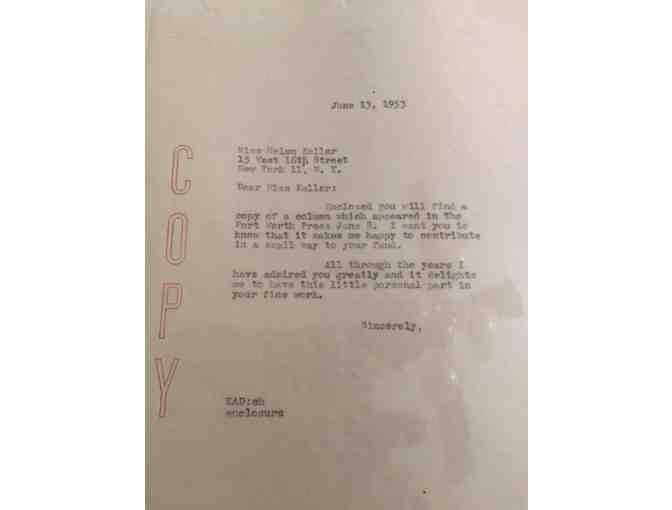 June 13, 1953
Miss Helen Keller
15 West 16th Street
New York 11, N. Y.
Dear Miss Keller:
Enclosed you will find a
copy of a column which appeared in the
Fort Worth Press June 8. I want you to
know that it makes me happy to contribute
in a small way to your fund.
All through the years I
have admired you greatly and it delights
me to have this little personal part in
your fine work.
Sincerely,
COPY
enclosure